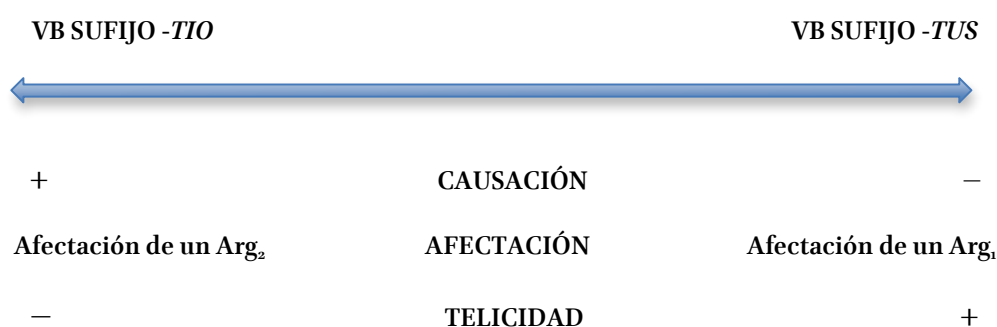 VB SUFIJO -TIO VB SUFIJO -TUS
+ CAUSACIÓN –
Afectación de un Arg₂ AFECTACIÓN Afectación de un Arg₁
– TELICIDAD +